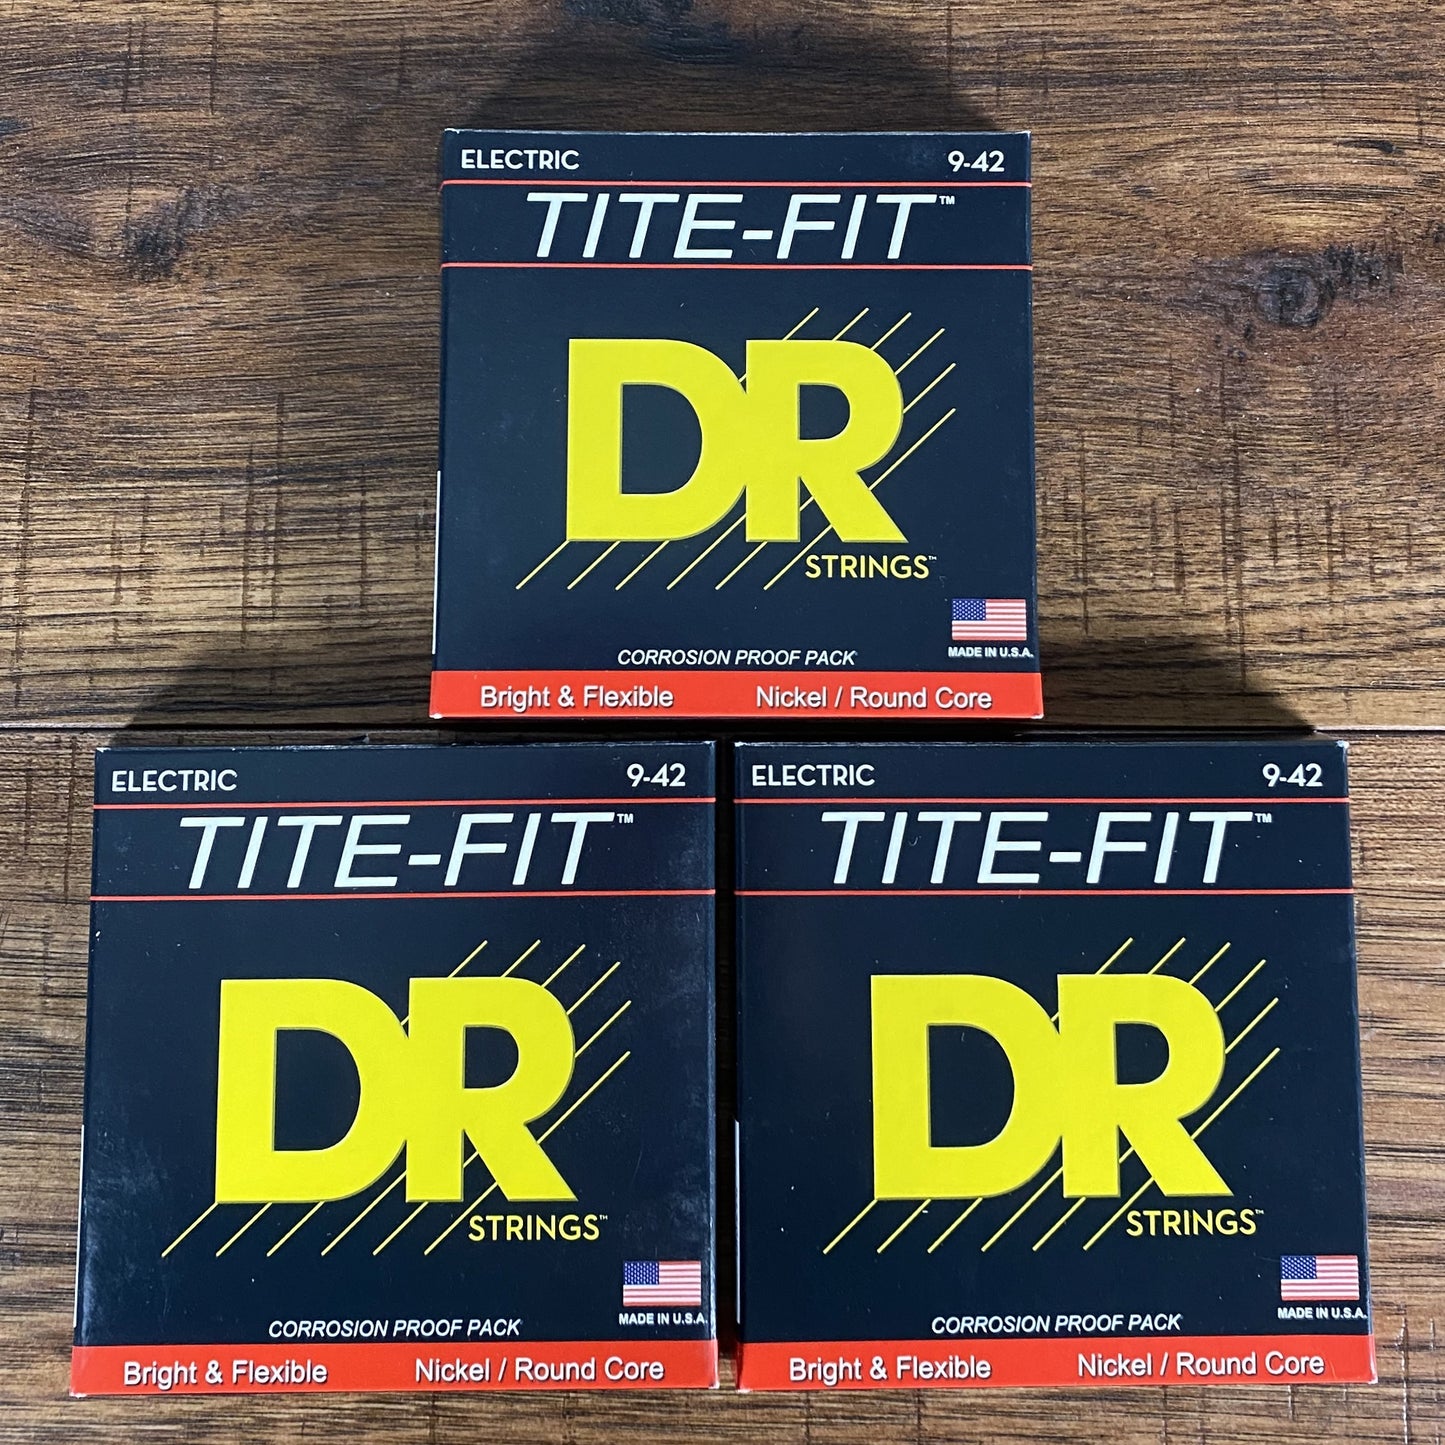 ELECTRIC 9-42
TITE-FIT™
DR
STRINGS™
MADE IN U.S.A.
CORROSION PROOF PACK
Bright & Flexible Nickel / Round Core
ELECTRIC 9-42
TITE-FIT™
DR
STRINGS™
MADE IN U.S.A.
CORROSION PROOF PACK
Bright & Flexible Nickel / Round Core
ELECTRIC 9-42
TITE-FIT™
DR
STRINGS™
MADE IN U.S.A.
CORROSION PROOF PACK
Bright & Flexible Nickel / Round Core